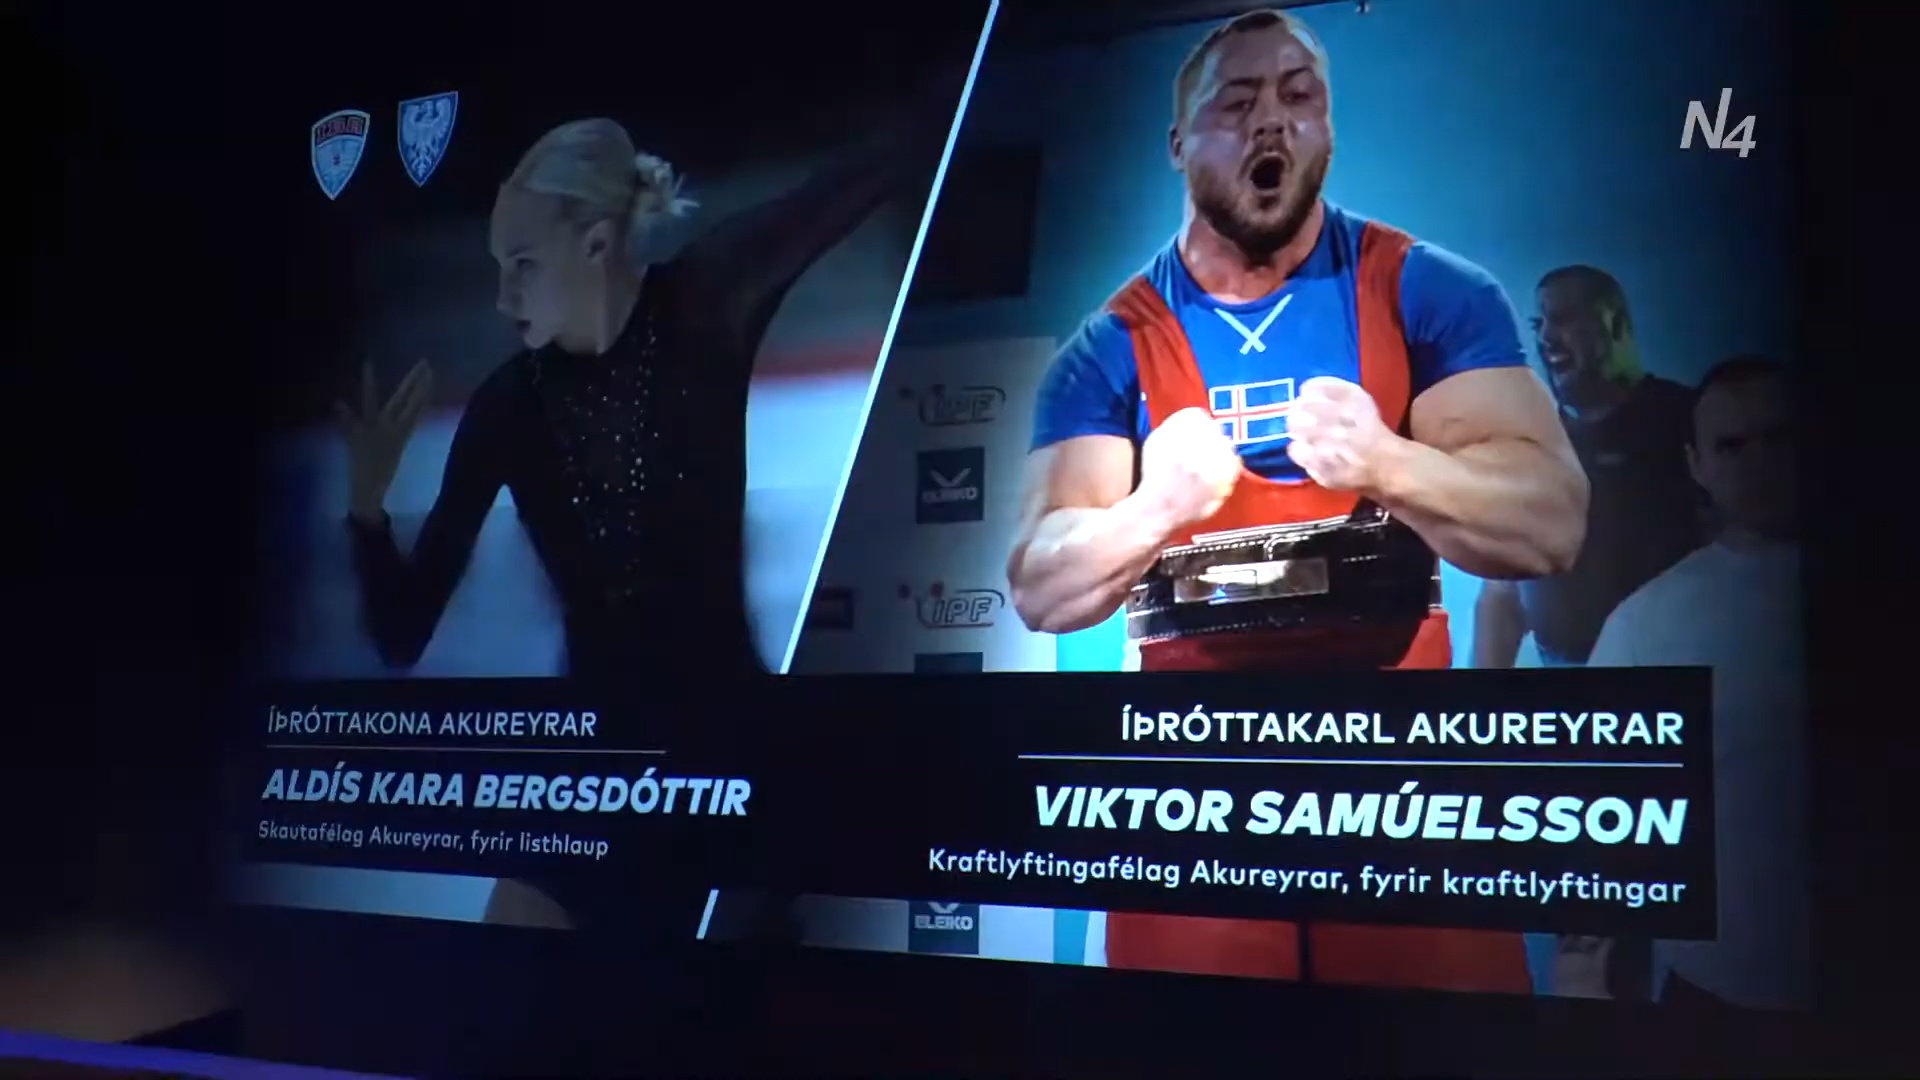 N4
IPF
ELEIKO
IPF
ÍÞRÓTTAKONA AKUREYRAR
ALDÍS KARA BERGSDÓTTIR
Skautafélag Akureyrar, fyrir listhlaup
ÍÞRÓTTAKARL AKUREYRAR
VIKTOR SAMÚELSSON
Kraftlyftingafélag Akureyrar, fyrir kraftlyftingar
ELEIKO